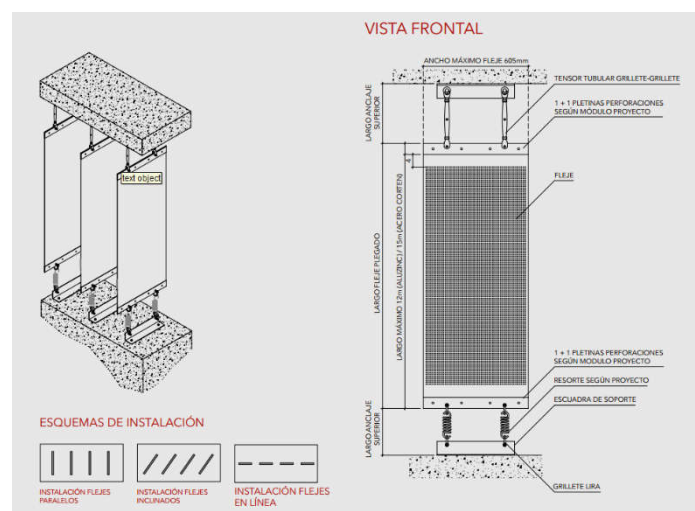 VISTA FRONTAL
ANCHO MÁXIMO FLEJE 605mm
TENSOR TUBULAR GRILLETE-GRILLETE
1 + 1 PLETINAS PERFORACIONES
SEGÚN MÓDULO PROYECTO
LARGO ANCLAJE
SUPERIOR
4
text object
FLEJE
LARGO FLEJE PLEGADO
LARGO MÁXIMO 12m (ALUZINC) / 15m (ACERO CORTEN)
1 + 1 PLETINAS PERFORACIONES
SEGÚN MODULO PROYECTO
RESORTE SEGÚN PROYECTO
ESCUADRA DE SOPORTE
LARGO ANCLAJE
SUPERIOR
GRILLETE LIRA
ESQUEMAS DE INSTALACIÓN
INSTALACIÓN FLEJES
PARALELOS
INSTALACIÓN FLEJES
INCLINADOS
INSTALACIÓN FLEJES
EN LÍNEA